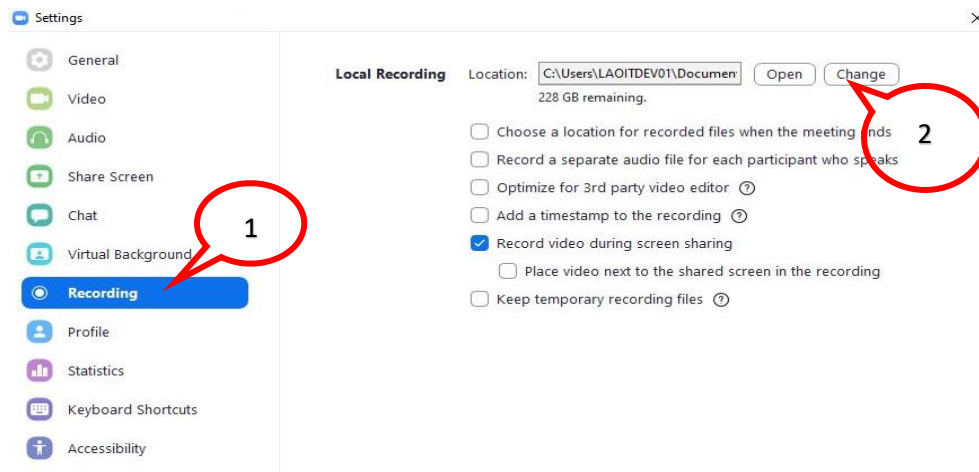 Settings
General
Video
Audio
Share Screen
Chat
Virtual Background
Recording
Profile
Statistics
Keyboard Shortcuts
Accessibility
1
Local Recording Location: C:\Users\LAOITDEV01\Documen Open Change
228 GB remaining.
2
Choose a location for recorded files when the meeting ends
Record a separate audio file for each participant who speaks
Optimize for 3rd party video editor ?
Add a timestamp to the recording ?
Record video during screen sharing
Place video next to the shared screen in the recording
Keep temporary recording files ?